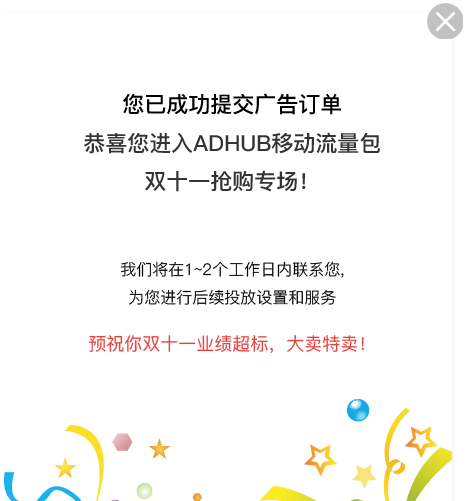 您已成功提交广告订单
恭喜您进入ADHUB移动流量包
双十一抢购专场！
我们将在1~2个工作日内联系您,
为您进行后续投放设置和服务
预祝你双十一业绩超标，大卖特卖！